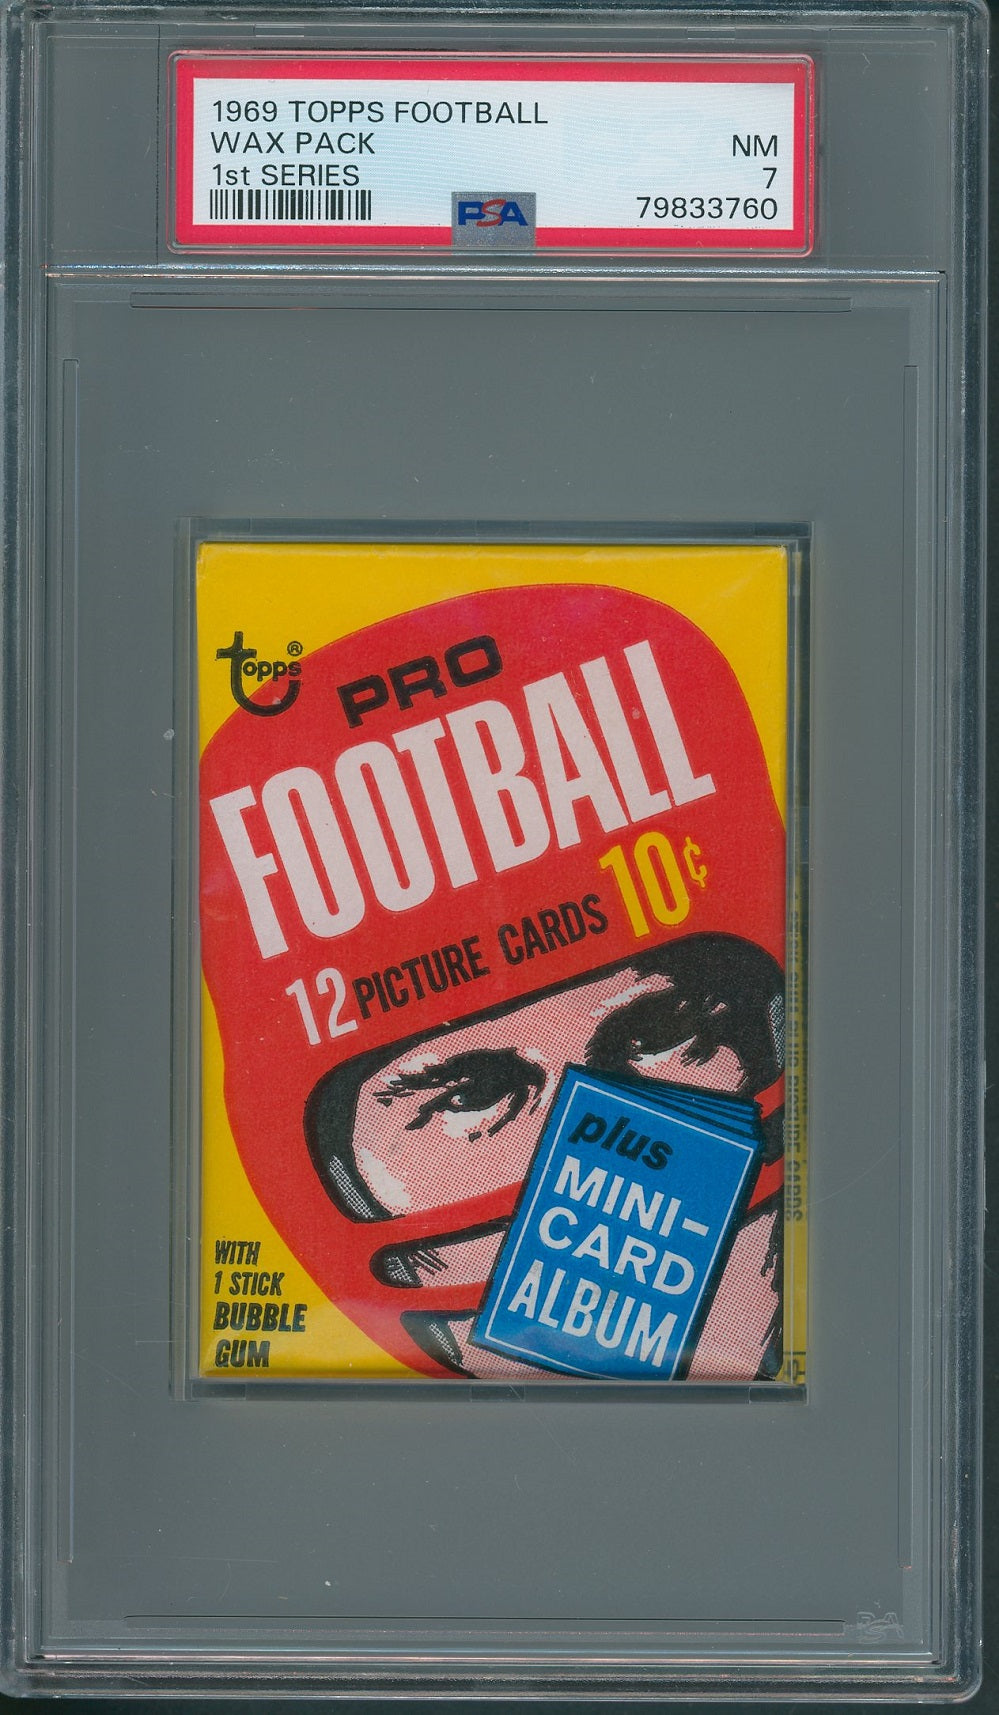 1969 TOPPS FOOTBALL
WAX PACK
1st SERIES
NM
7
79833760
PSA
topps®
PRO
FOOTBALL
12 PICTURE CARDS 10¢
plus
MINI-
CARD
ALBUM
WITH
1 STICK
BUBBLE
GUM
PSA